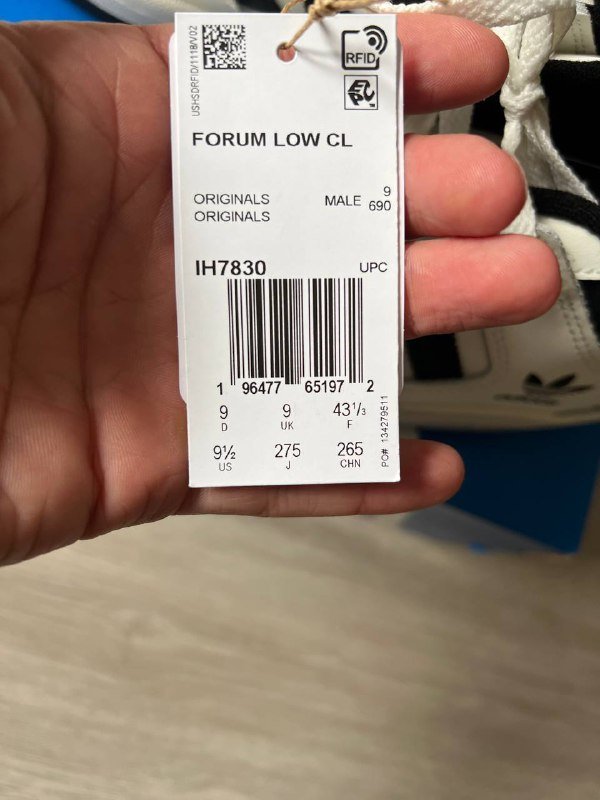 USHSDRFID/1118/V02
RFID
EPC
FORUM LOW CL
ORIGINALS MALE 9
ORIGINALS 690
IH7830 UPC
1 96477 65197 2
9 9 43 1/3
D UK F
9½ 275 265
US J CHN
PO# 134279511